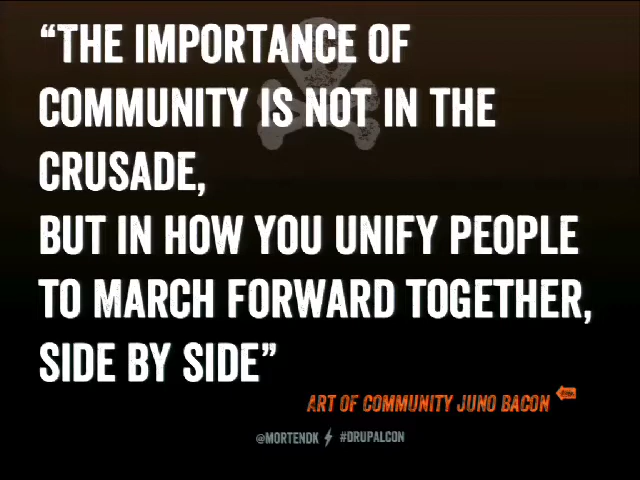 “THE IMPORTANCE OF
COMMUNITY IS NOT IN THE
CRUSADE,
BUT IN HOW YOU UNIFY PEOPLE
TO MARCH FORWARD TOGETHER,
SIDE BY SIDE”
ART OF COMMUNITY JUNO BACON
@MORTENDK #DRUPALCON